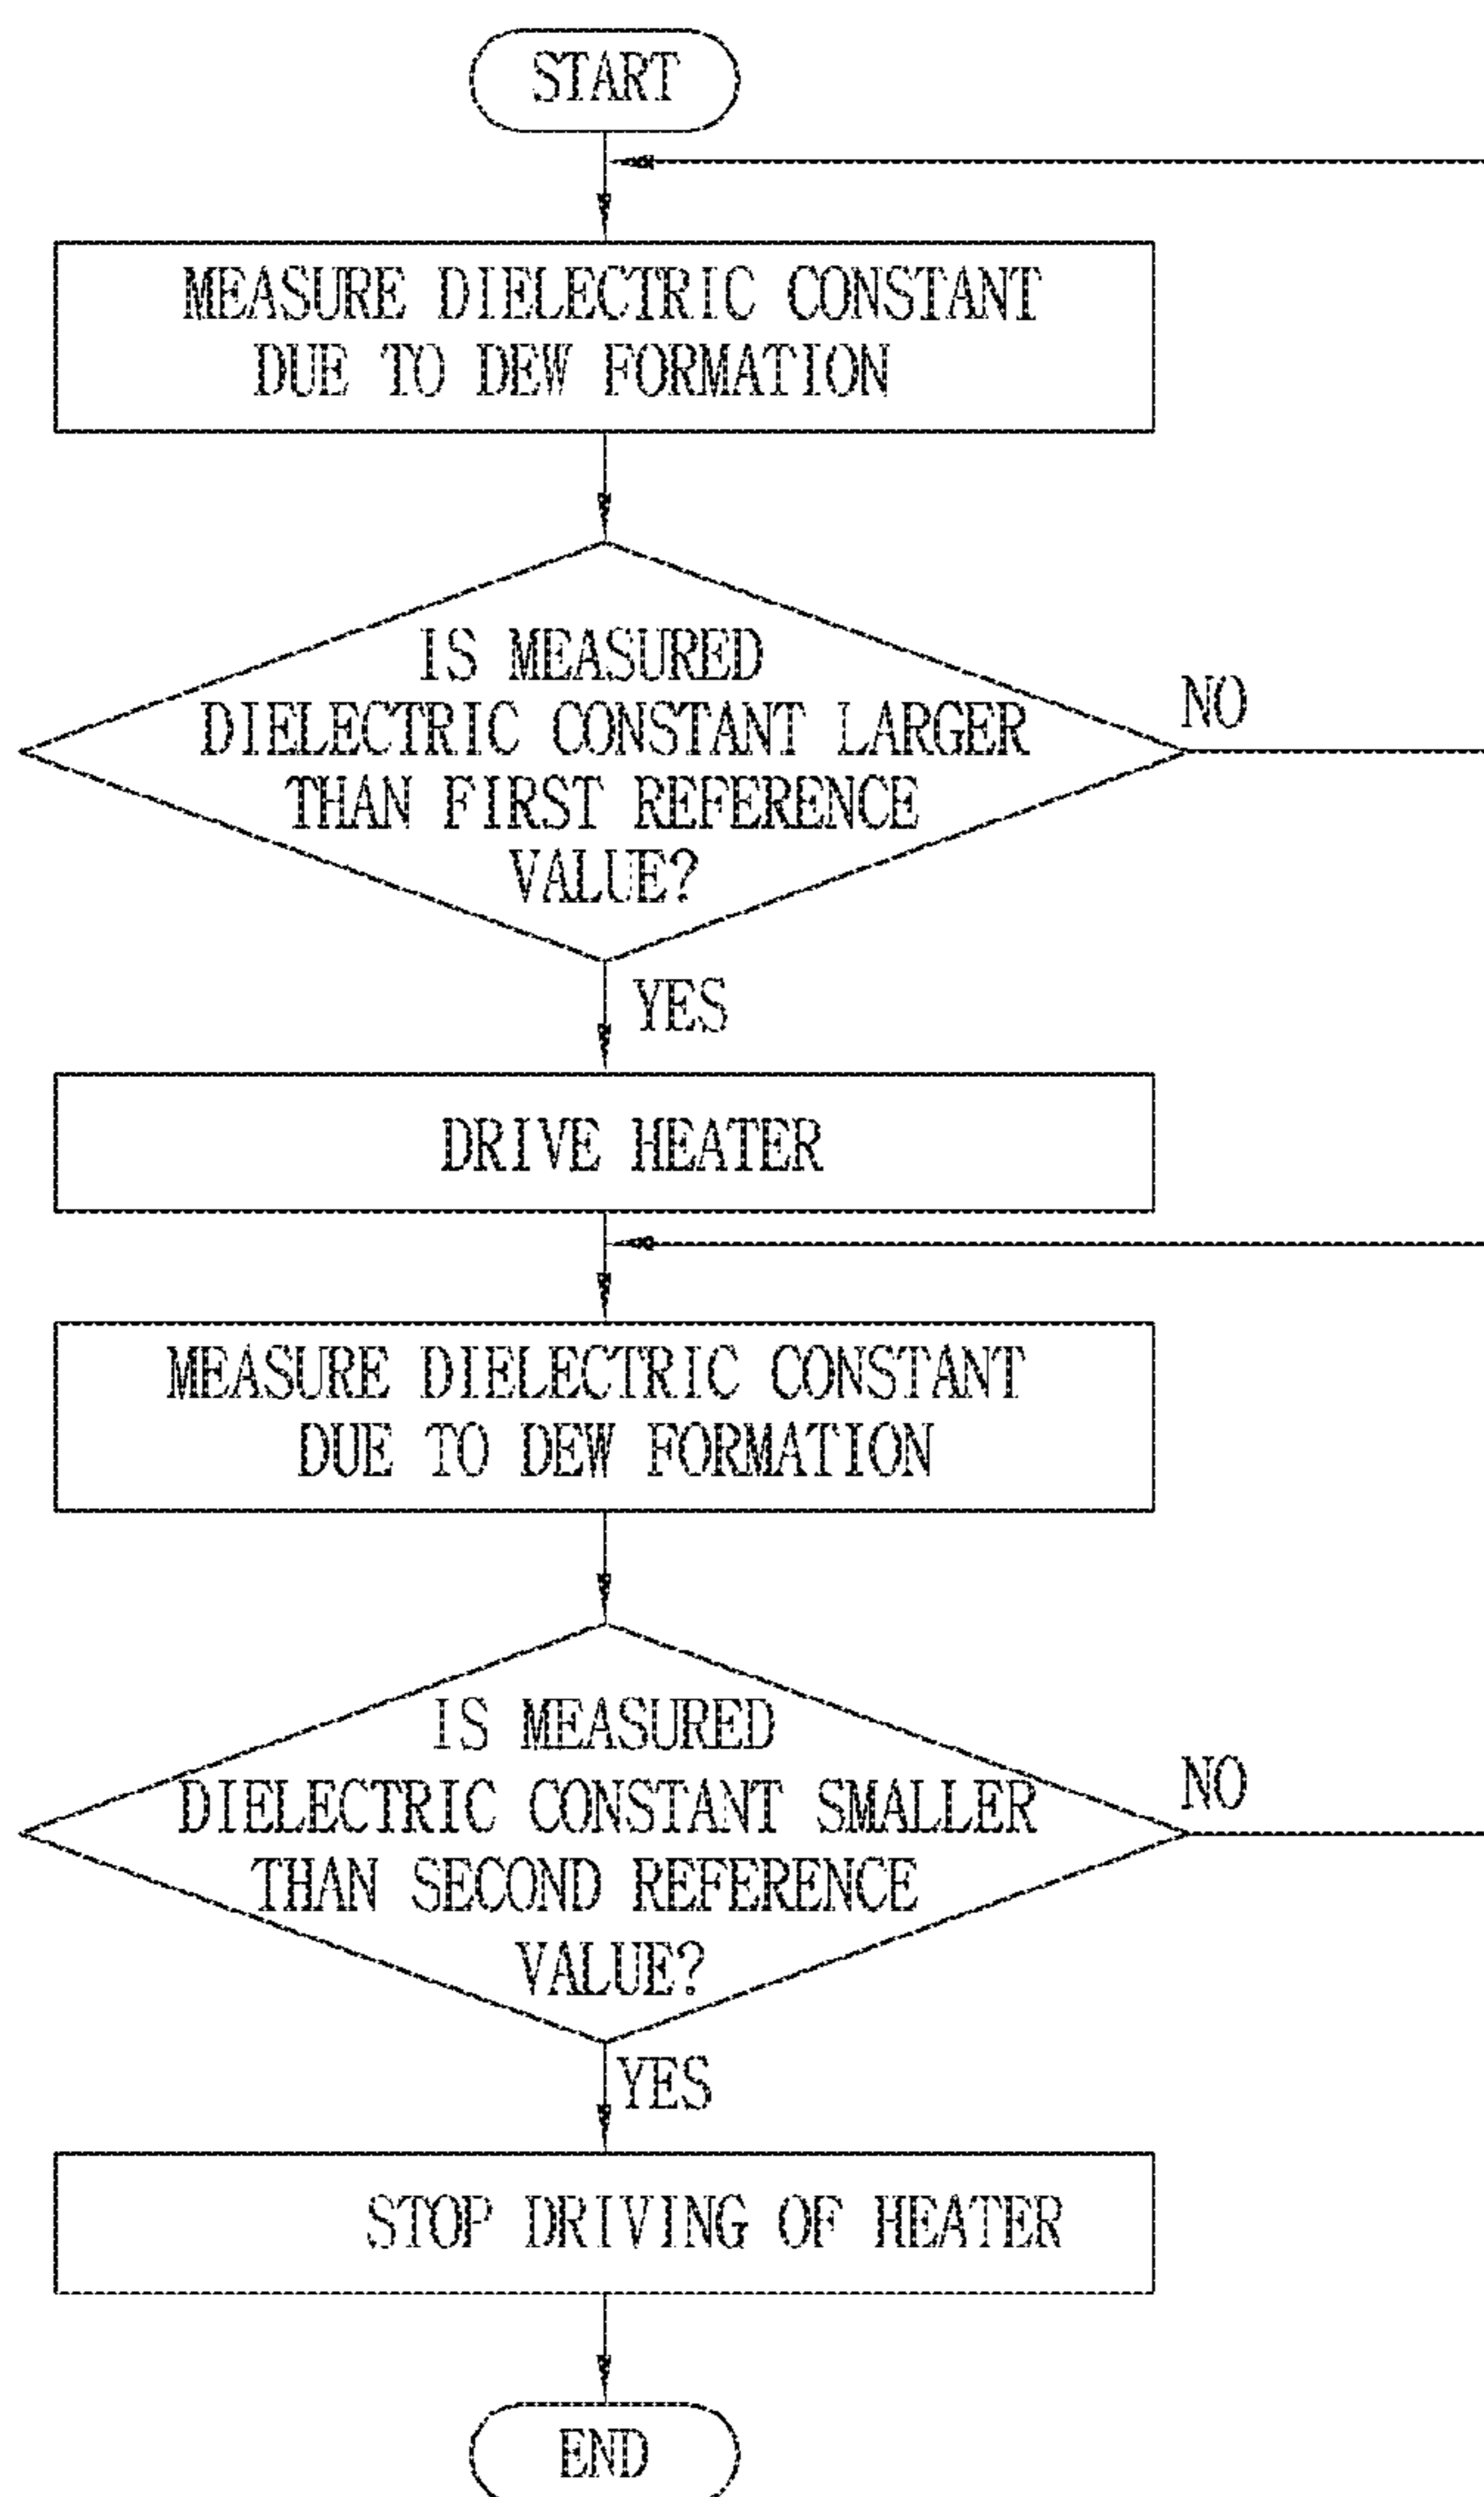 START
MEASURE DIELECTRIC CONSTANT
DUE TO DEW FORMATION
IS MEASURED
DIELECTRIC CONSTANT LARGER
THAN FIRST REFERENCE
VALUE?
NO
YES
DRIVE HEATER
MEASURE DIELECTRIC CONSTANT
DUE TO DEW FORMATION
IS MEASURED
DIELECTRIC CONSTANT SMALLER
THAN SECOND REFERENCE
VALUE?
NO
YES
STOP DRIVING OF HEATER
END